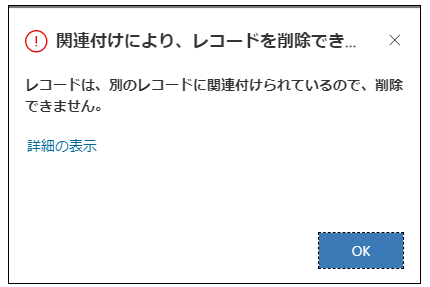 関連付けにより、レコードを削除でき...
レコードは、別のレコードに関連付けられているので、削除
できません。
詳細の表示
OK